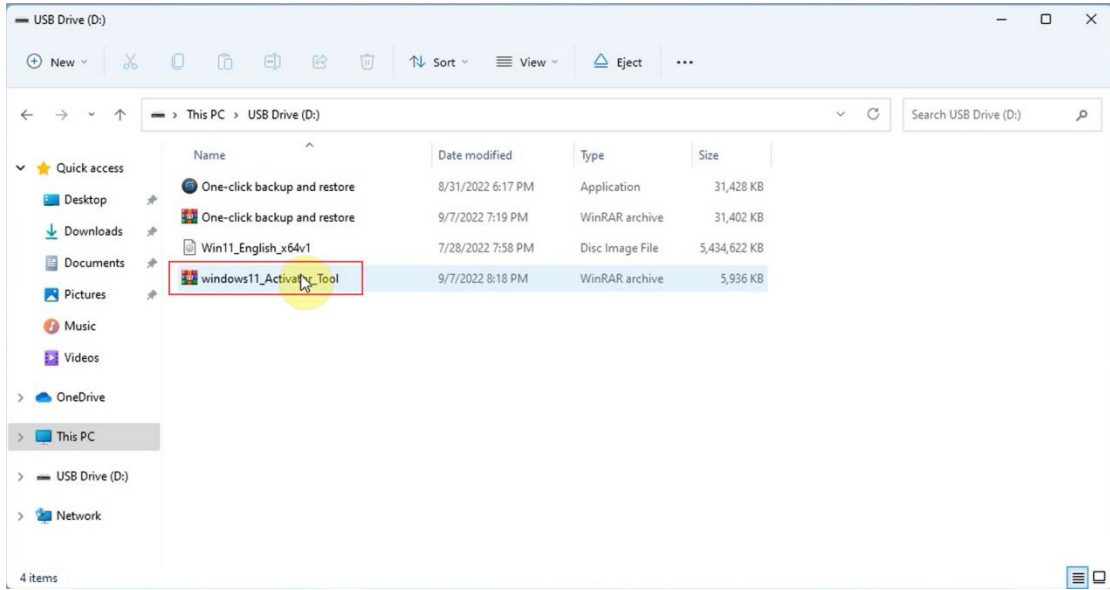 USB Drive (D:)
New Sort View Eject ...
This PC > USB Drive (D:) Search USB Drive (D:)
Name Date modified Type Size
Quick access
Desktop
Downloads
Documents
Pictures
Music
Videos
OneDrive
This PC
USB Drive (D:)
Network
One-click backup and restore 8/31/2022 6:17 PM Application 31,428 KB
One-click backup and restore 9/7/2022 7:19 PM WinRAR archive 31,402 KB
Win11_English_x64v1 7/28/2022 7:58 PM Disc Image File 5,434,622 KB
windows11_Activator_Tool 9/7/2022 8:18 PM WinRAR archive 5,936 KB
4 items